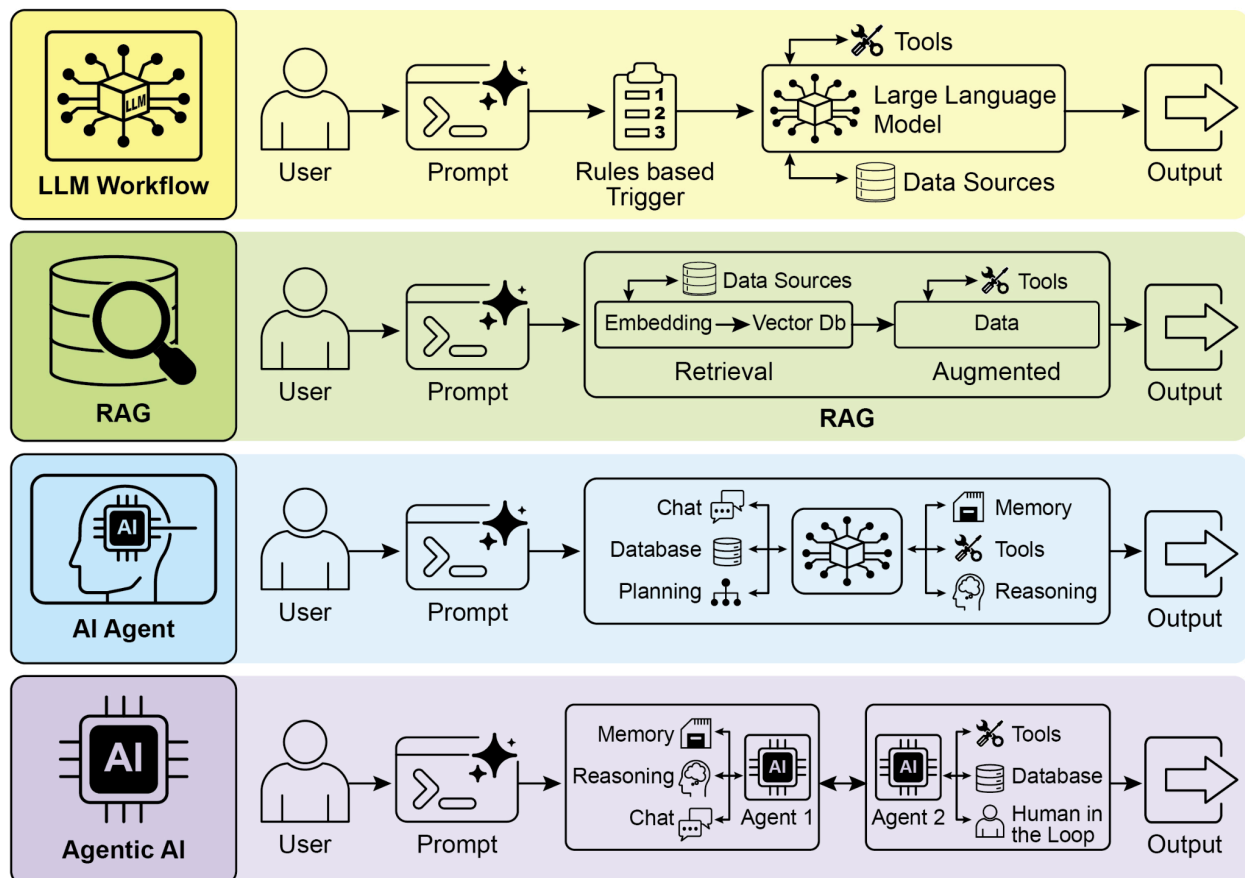 LLM
LLM Workflow
User
Prompt
1
2
3
Rules based
Trigger
Tools
Large Language
Model
Data Sources
Output
RAG
User
Prompt
Data Sources
Embedding
Vector Db
Retrieval
Tools
Data
Augmented
RAG
Output
AI
AI Agent
User
Prompt
Chat
Database
Planning
Memory
Tools
Reasoning
Output
AI
Agentic AI
User
Prompt
Memory
Reasoning
Chat
AI
Agent 1
AI
Agent 2
Tools
Database
Human in
the Loop
Output